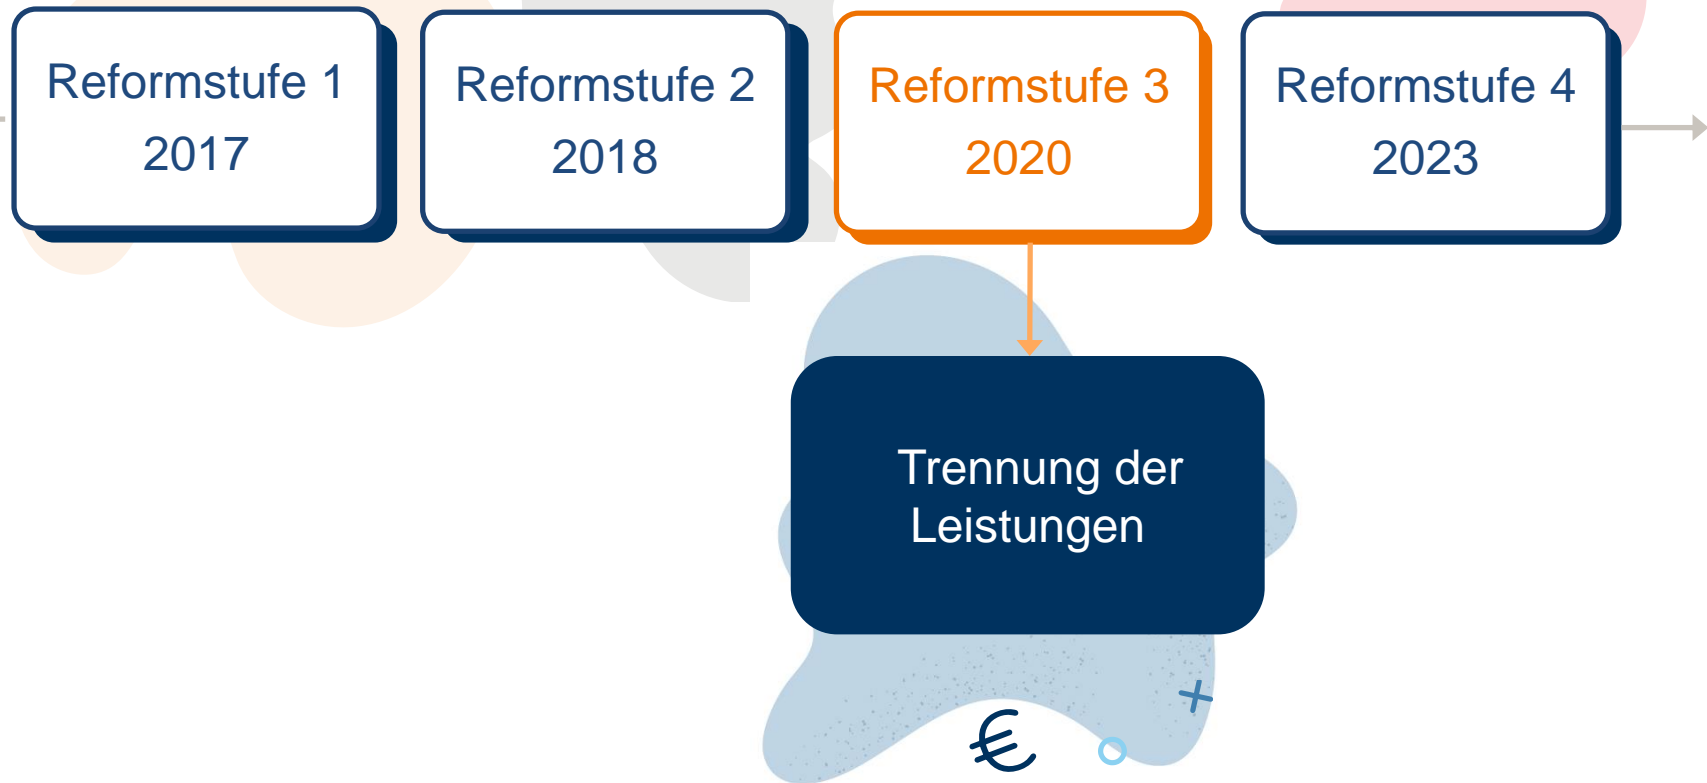 Reformstufe 1
2017
Reformstufe 2
2018
Reformstufe 3
2020
Reformstufe 4
2023
Trennung der
Leistungen
€